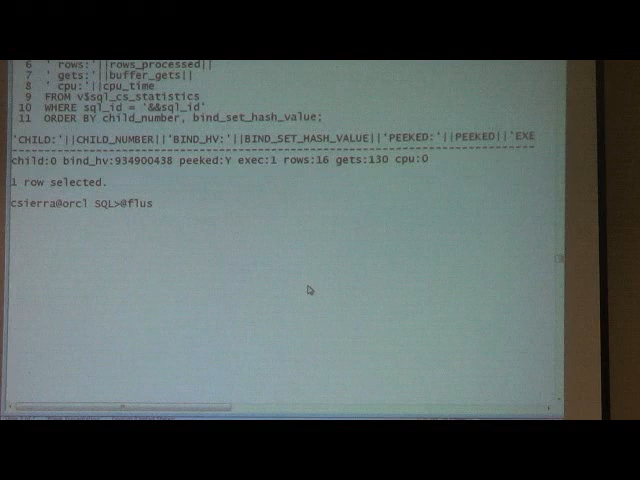 6 ' rows:'||rows_processed||
7 ' gets:'||buffer_gets||
8 ' cpu:'||cpu_time
9 FROM v$sql_cs_statistics
10 WHERE sql_id = '&&sql_id'
11 ORDER BY child_number, bind_set_hash_value;
'CHILD:'||CHILD_NUMBER||'BIND_HV:'||BIND_SET_HASH_VALUE||'PEEKED:'||PEEKED||'EXE
--------------------------------------------------------------------------------
child:0 bind_hv:934900438 peeked:Y exec:1 rows:16 gets:130 cpu:0
1 row selected.
csierra@orcl SQL>@flus